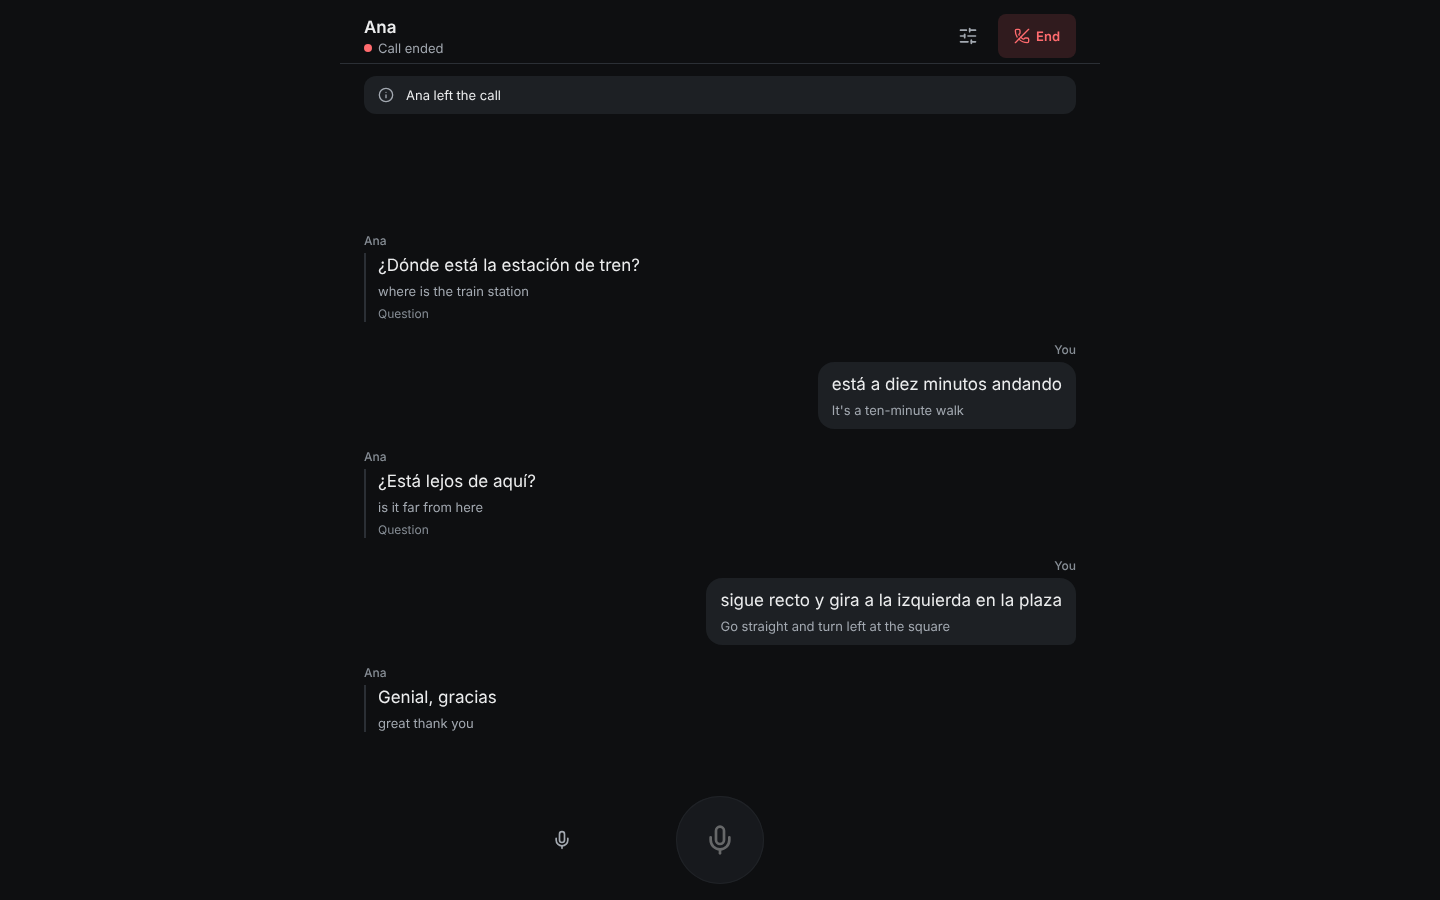 Ana
Call ended
End
Ana left the call
Ana
¿Dónde está la estación de tren?
where is the train station
Question
You
está a diez minutos andando
It's a ten-minute walk
Ana
¿Está lejos de aquí?
is it far from here
Question
You
sigue recto y gira a la izquierda en la plaza
Go straight and turn left at the square
Ana
Genial, gracias
great thank you